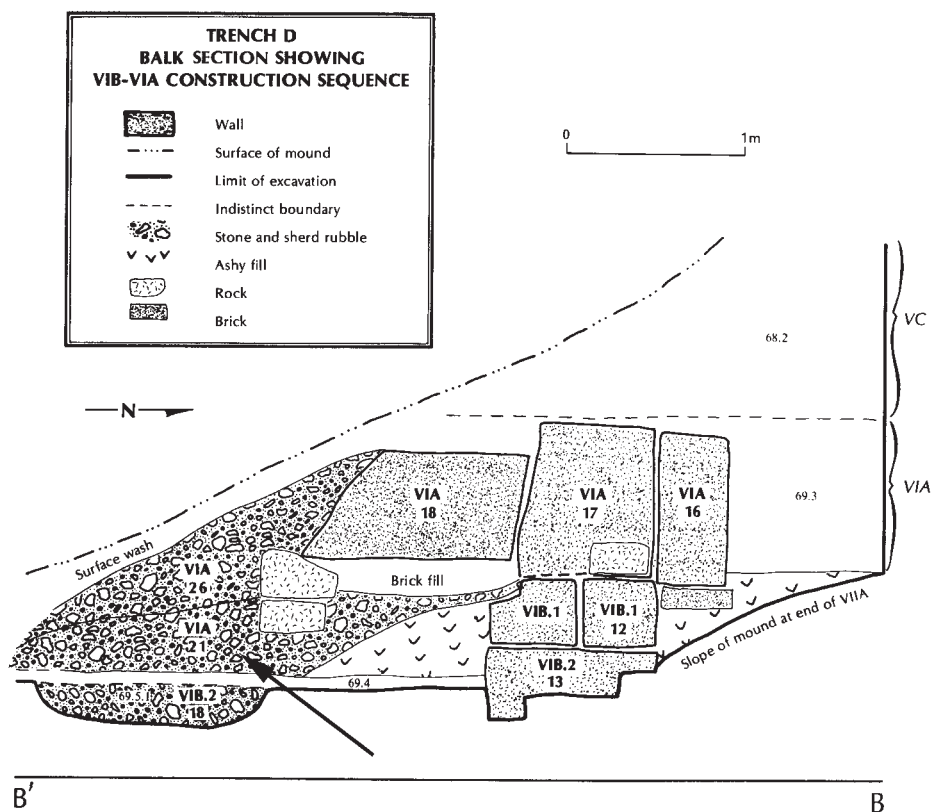 TRENCH D
BALK SECTION SHOWING
VIB-VIA CONSTRUCTION SEQUENCE
Wall
Surface of mound
Limit of excavation
Indistinct boundary
Stone and sherd rubble
Ashy fill
Rock
Brick
0 1m
N
68.2
VC
VIA
18
VIA
17
VIA
16
69.3
VIA
Surface wash
VIA
26
Brick fill
VIA
21
VIB.1
VIB.1
12
VIB.2
13
Slope of mound at end of VIIA
69.4
69.5.1
VIB.2
18
B'
B